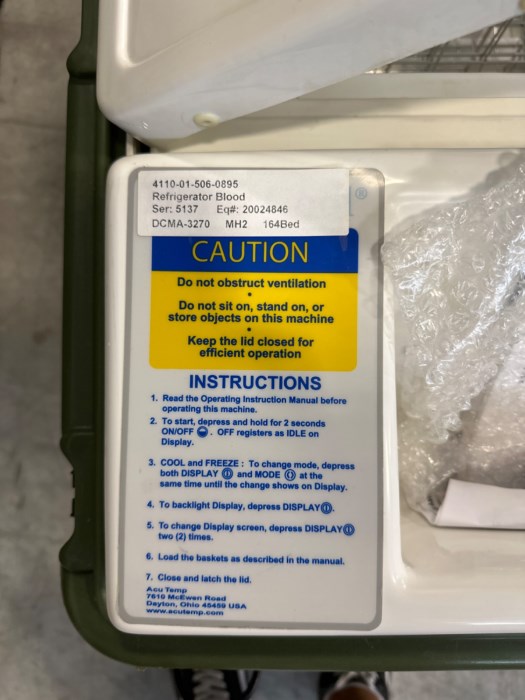 4110-01-506-0895
Refrigerator Blood
Ser: 5137 Eq#: 20024846
DCMA-3270 MH2 164Bed
®
CAUTION
Do not obstruct ventilation
•
Do not sit on, stand on, or
store objects on this machine
•
Keep the lid closed for
efficient operation
INSTRUCTIONS
1. Read the Operating Instruction Manual before
operating this machine.
2. To start, depress and hold for 2 seconds
ON/OFF . OFF registers as IDLE on
Display.
3. COOL and FREEZE : To change mode, depress
both DISPLAY and MODE at the
same time until the change shows on Display.
4. To backlight Display, depress DISPLAY .
5. To change Display screen, depress DISPLAY
two (2) times.
6. Load the baskets as described in the manual.
7. Close and latch the lid.
Acu Temp
7610 McEwen Road
Dayton, Ohio 45459 USA
www.acutemp.com